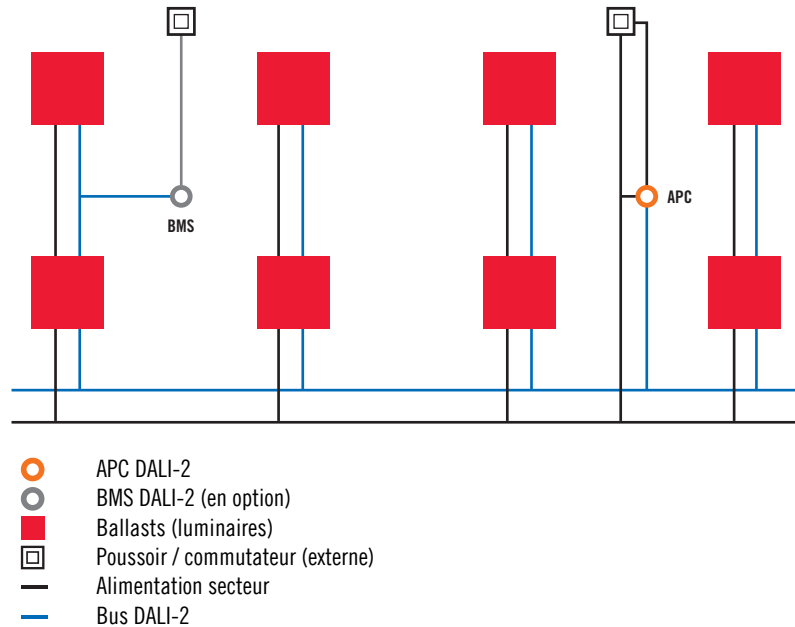 APC
BMS
APC DALI-2
BMS DALI-2 (en option)
Ballasts (luminaires)
Poussoir / commutateur (externe)
Alimentation secteur
Bus DALI-2